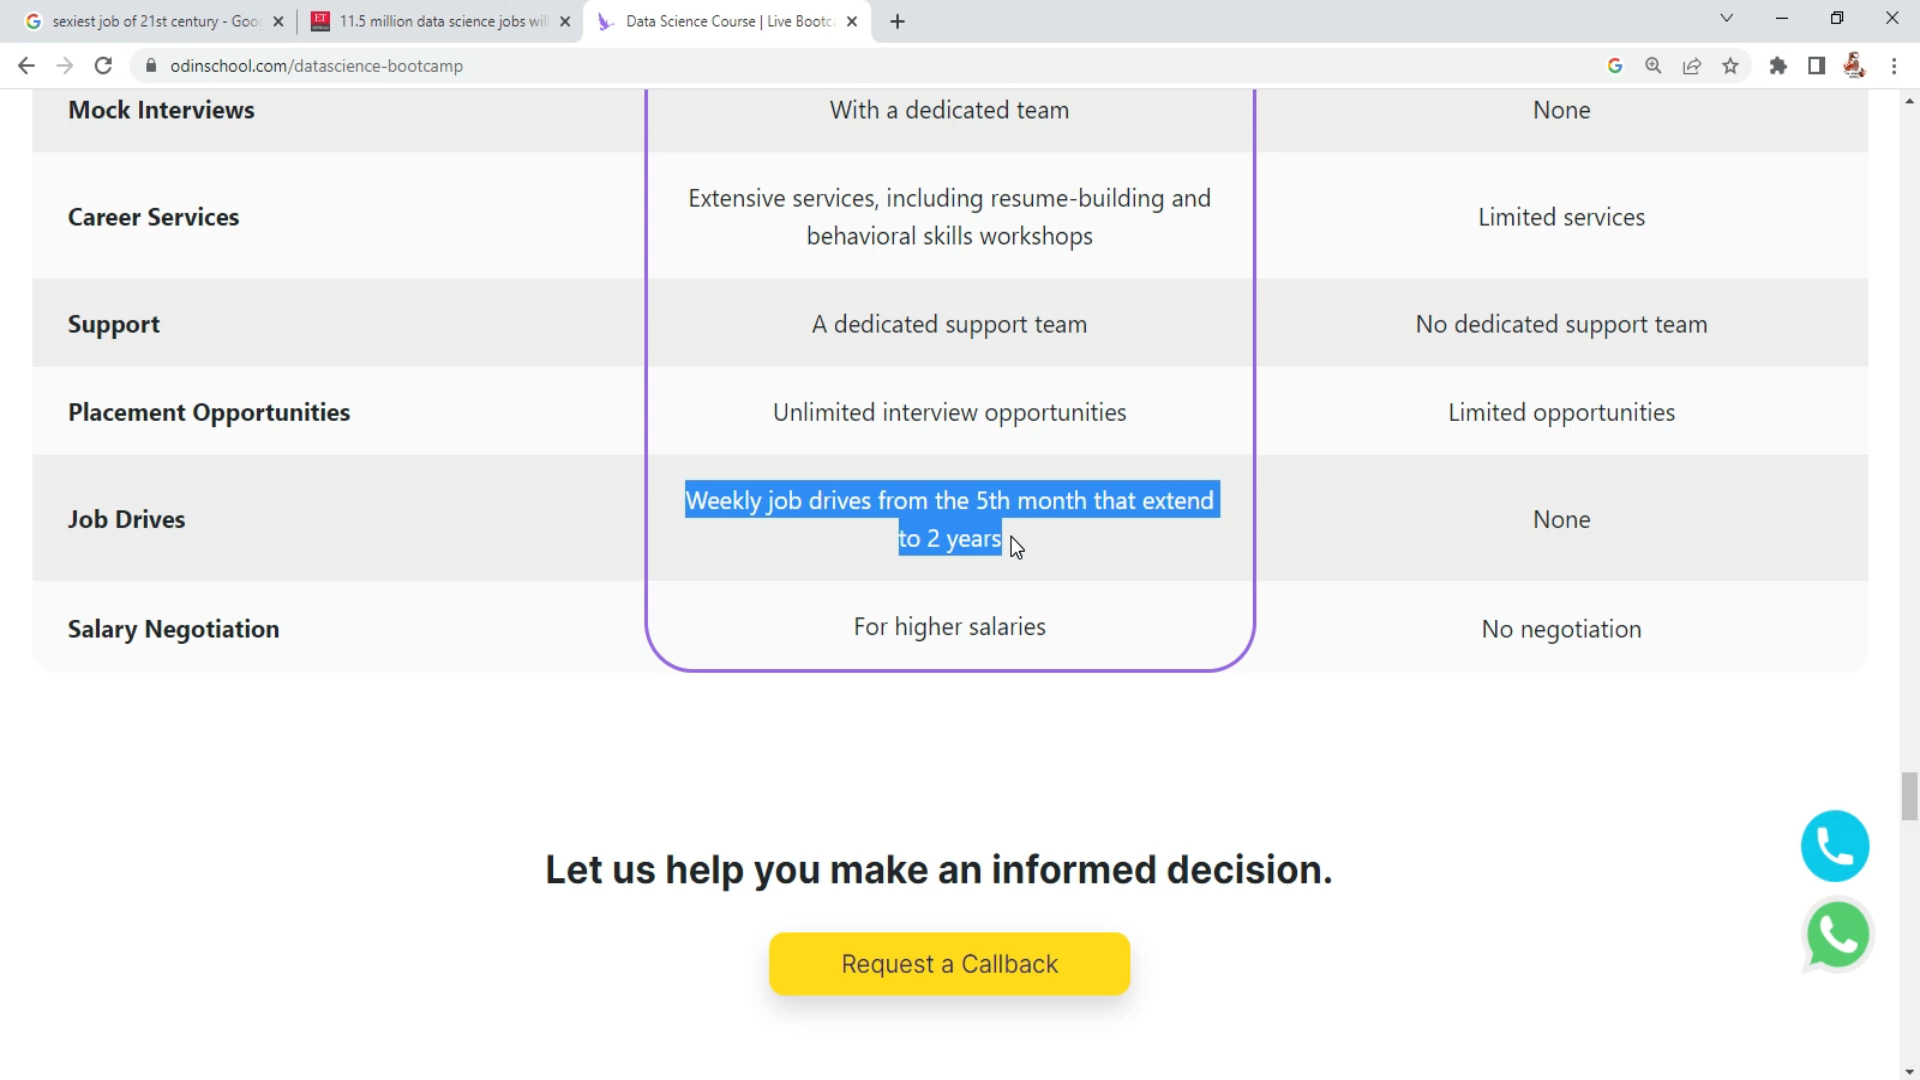 sexiest job of 21st century - Goo
11.5 million data science jobs wil
Data Science Course | Live Bootc
odinschool.com/datascience-bootcamp
Mock Interviews
With a dedicated team
None
Career Services
Extensive services, including resume-building and
behavioral skills workshops
Limited services
Support
A dedicated support team
No dedicated support team
Placement Opportunities
Unlimited interview opportunities
Limited opportunities
Job Drives
Weekly job drives from the 5th month that extend
to 2 years
None
Salary Negotiation
For higher salaries
No negotiation
Let us help you make an informed decision.
Request a Callback